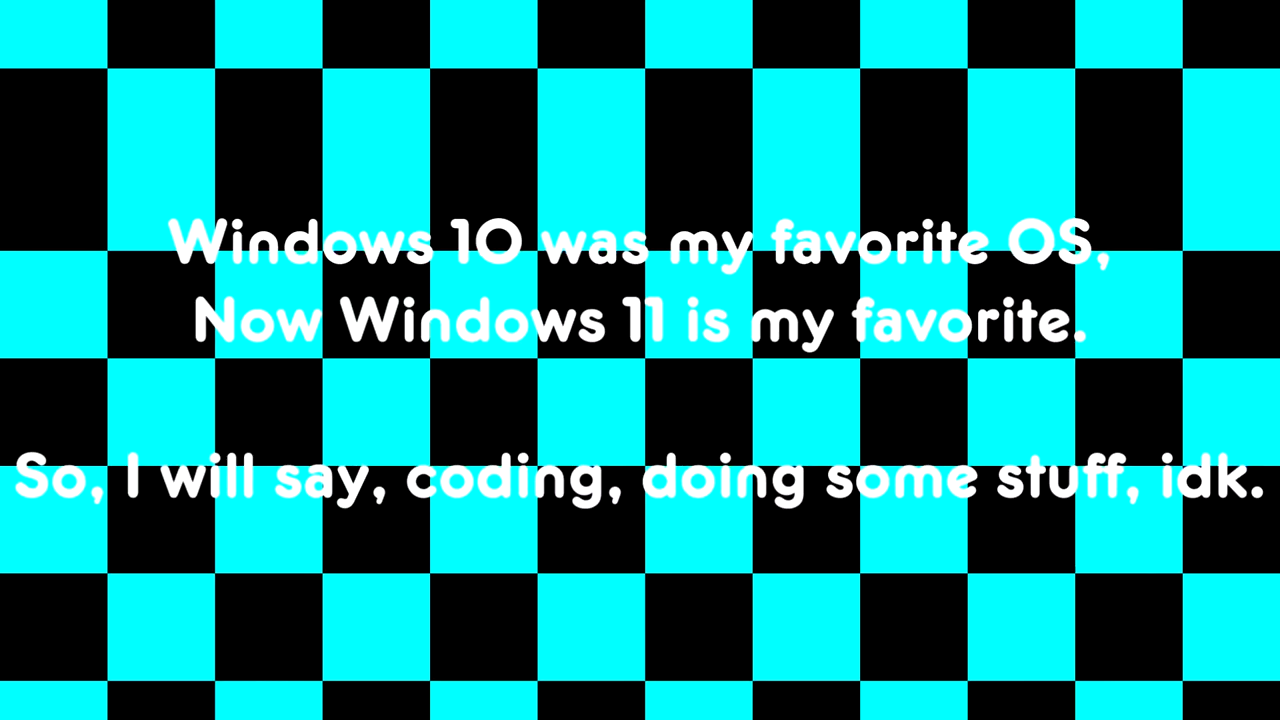 Windows 10 was my favorite OS,
Now Windows 11 is my favorite.
So, I will say, coding, doing some stuff, idk.